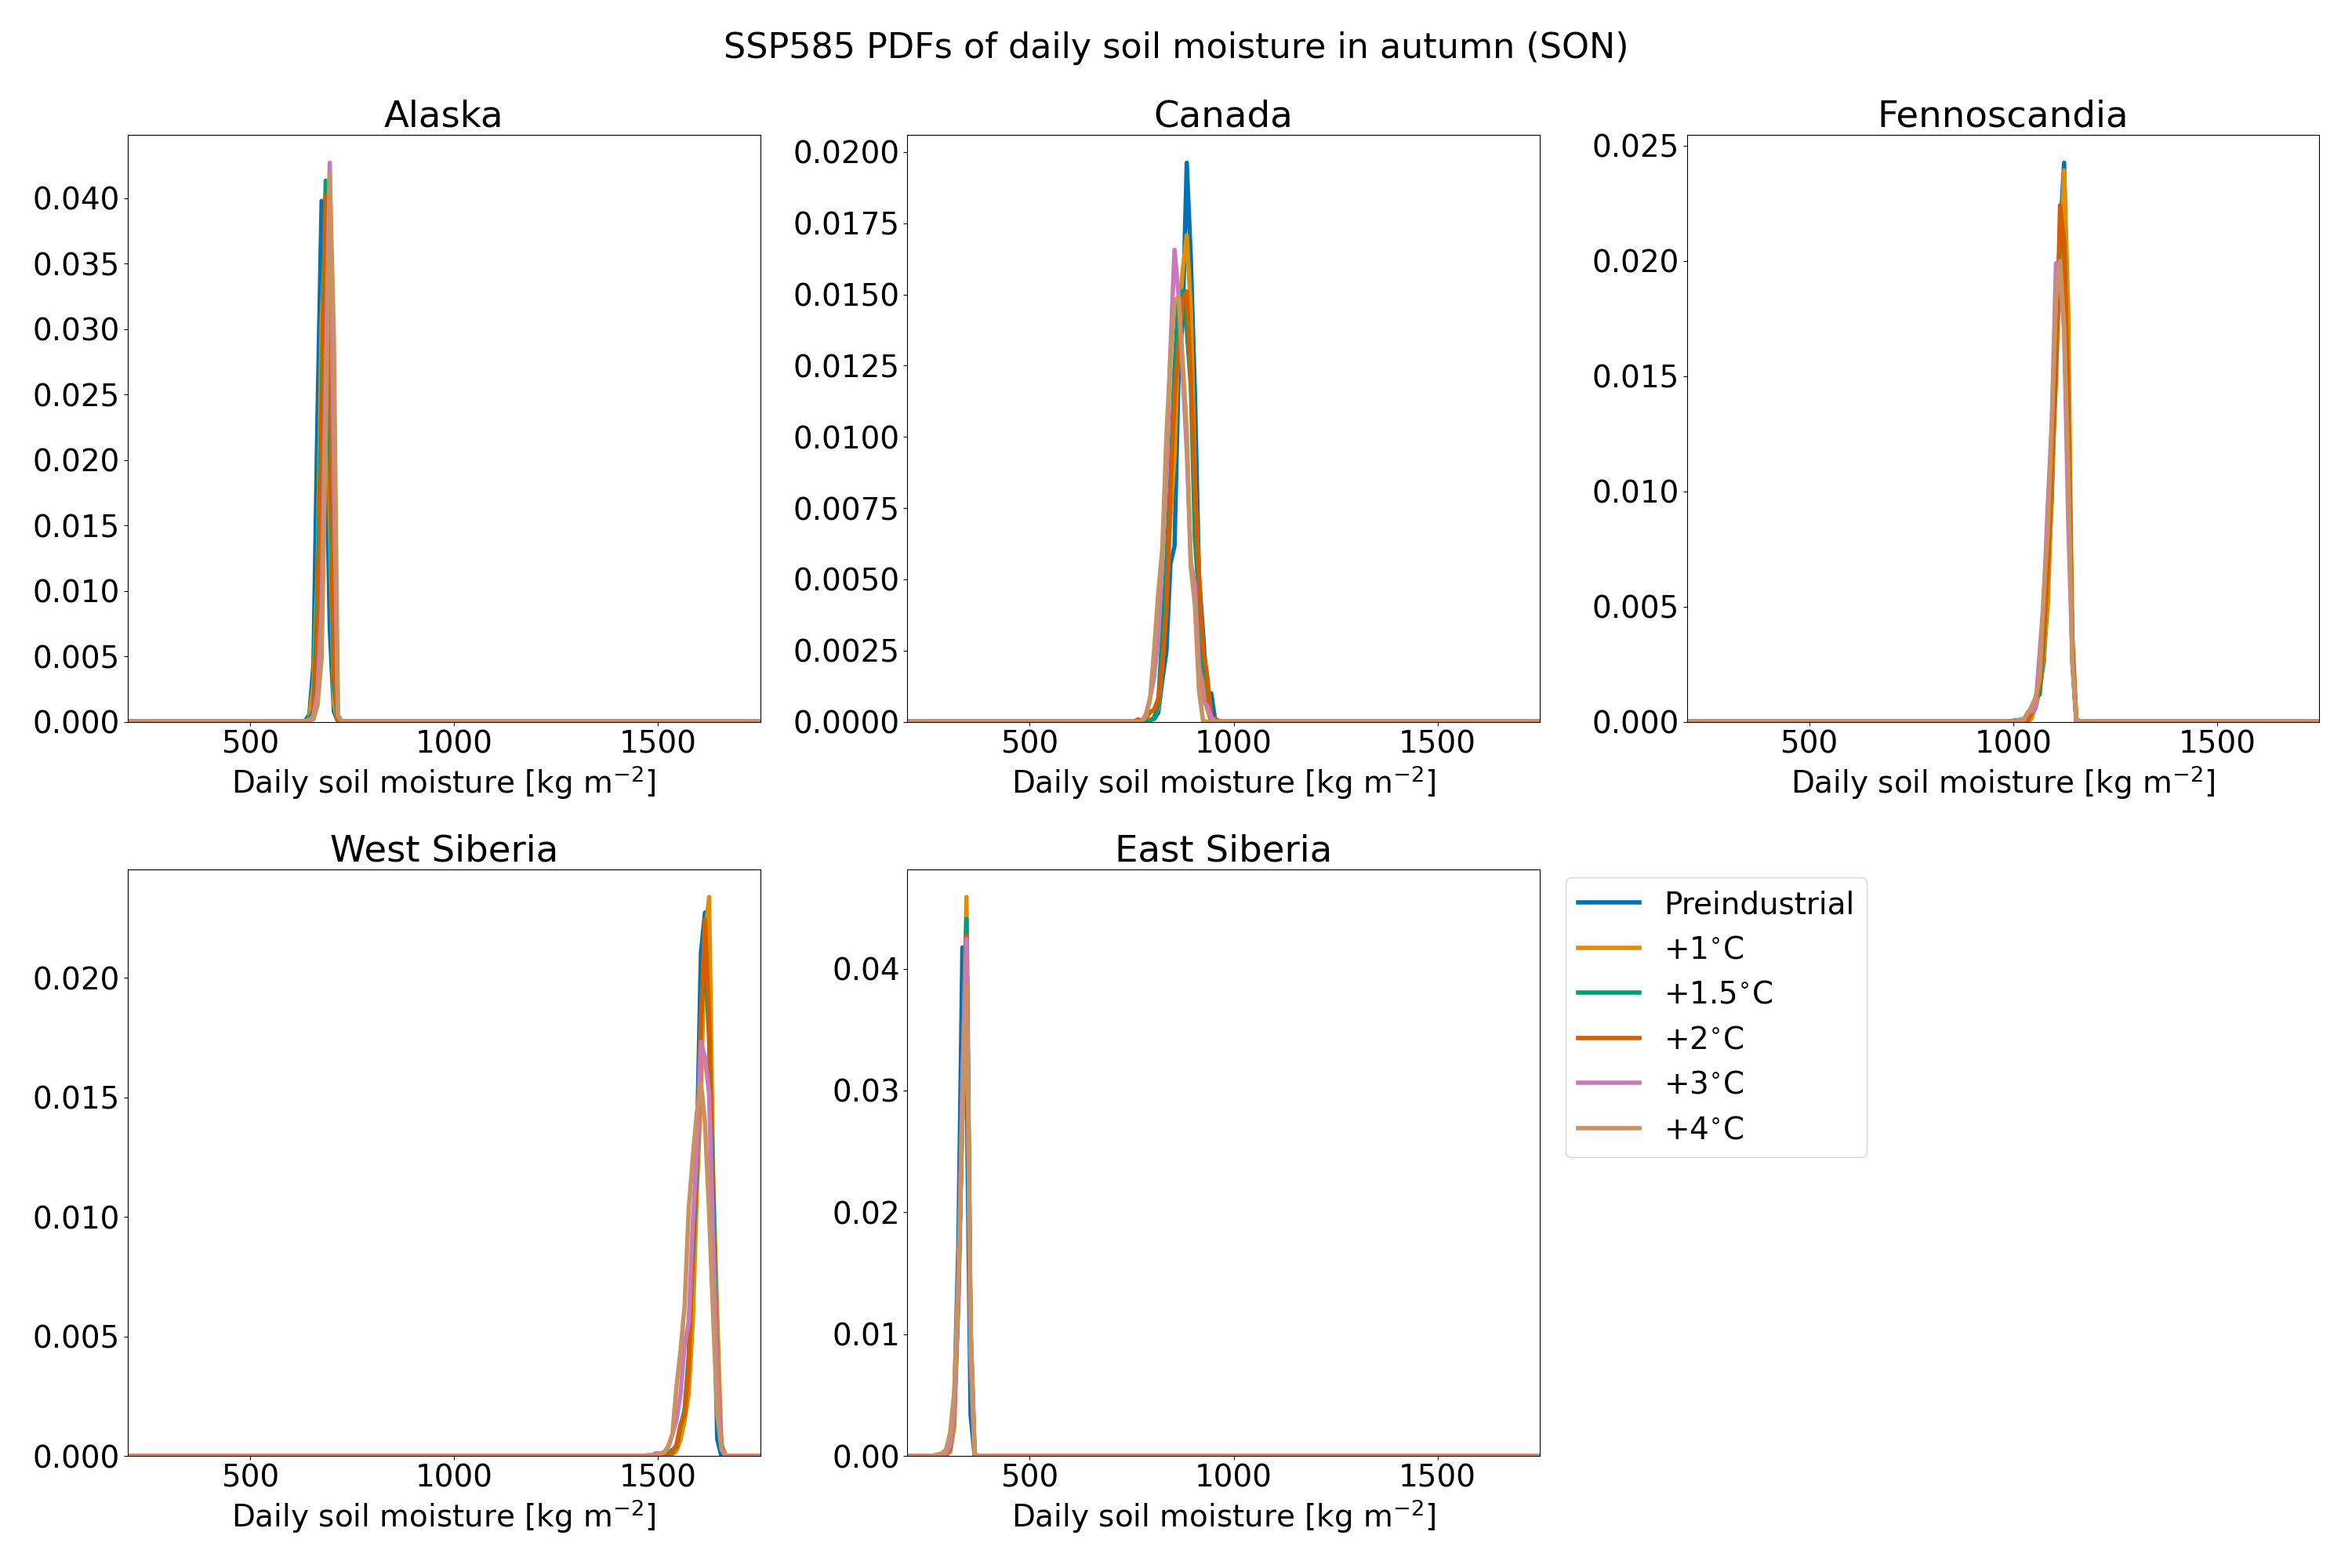 SSP585 PDFs of daily soil moisture in autumn (SON)
Alaska
0.040
0.035
0.030
0.025
0.020
0.015
0.010
0.005
0.000
500 1000 1500
Daily soil moisture [kg m⁻²]
Canada
0.0200
0.0175
0.0150
0.0125
0.0100
0.0075
0.0050
0.0025
0.0000
500 1000 1500
Daily soil moisture [kg m⁻²]
Fennoscandia
0.025
0.020
0.015
0.010
0.005
0.000
500 1000 1500
Daily soil moisture [kg m⁻²]
West Siberia
0.020
0.015
0.010
0.005
0.000
500 1000 1500
Daily soil moisture [kg m⁻²]
East Siberia
0.04
0.03
0.02
0.01
0.00
500 1000 1500
Daily soil moisture [kg m⁻²]
Preindustrial
+1°C
+1.5°C
+2°C
+3°C
+4°C